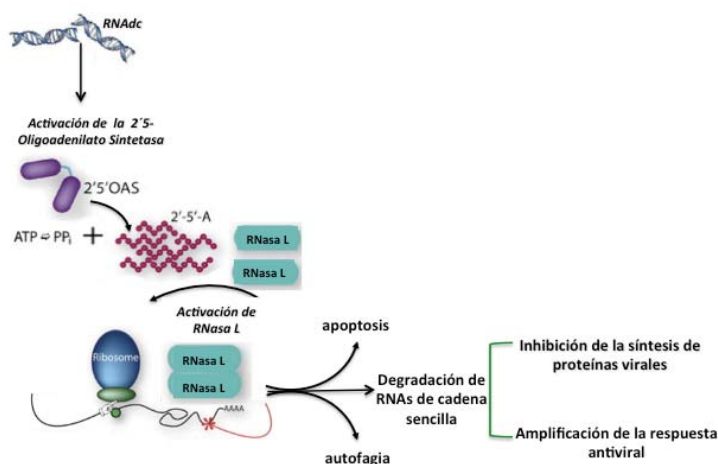 RNAdc
Activación de la 2´5-
Oligoadenilato Sintetasa
2'5'OAS
2'-5'-A
ATP ⇨ PPi
+
RNasa L
RNasa L
Activación de
RNasa L
Ribosome
RNasa L
RNasa L
AAAA
apoptosis
Degradación de
RNAs de cadena
sencilla
autofagia
Inhibición de la síntesis de
proteínas virales
Amplificación de la respuesta
antiviral